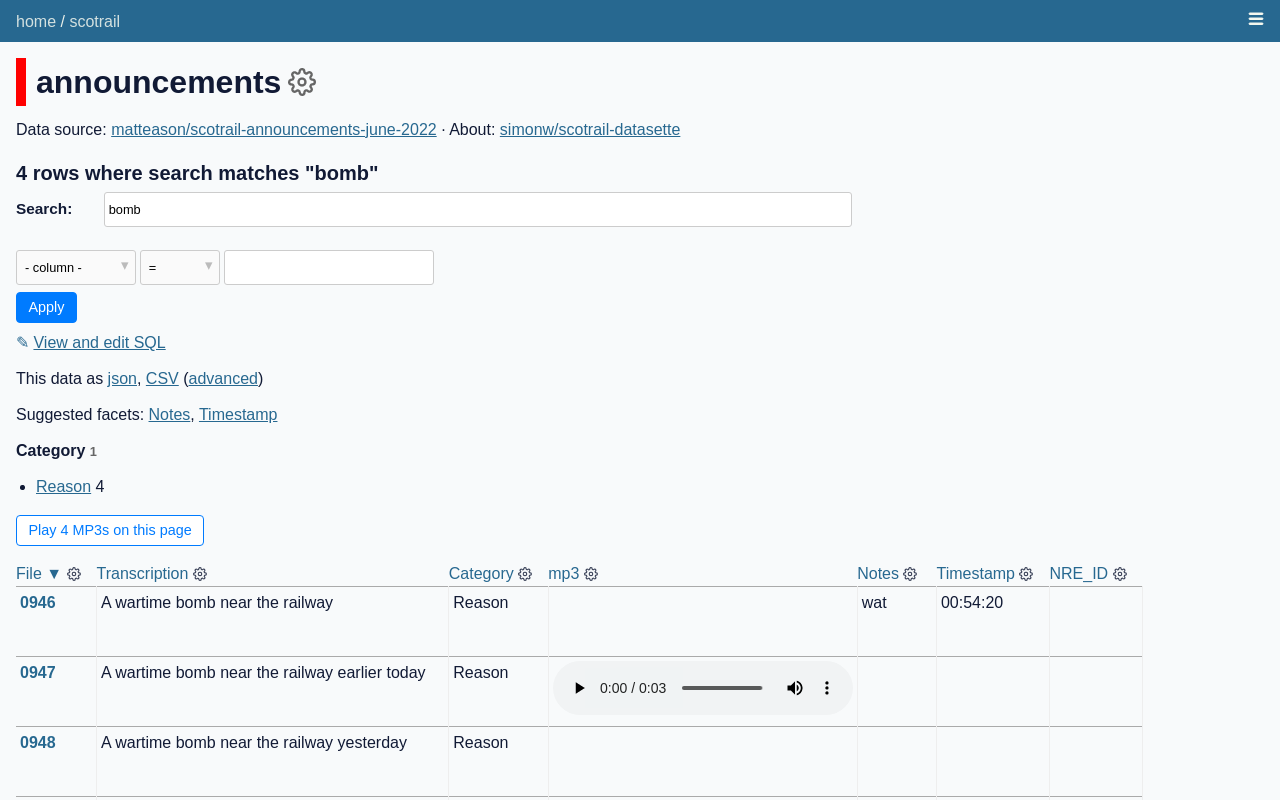 home / scotrail
announcements
Data source: matteason/scotrail-announcements-june-2022 · About: simonw/scotrail-datasette
4 rows where search matches "bomb"
Search: bomb
- column - ▼ = ▼
Apply
✎ View and edit SQL
This data as json, CSV (advanced)
Suggested facets: Notes, Timestamp
Category 1
• Reason 4
Play 4 MP3s on this page
File ▼ Transcription Category mp3 Notes Timestamp NRE_ID
0946 A wartime bomb near the railway Reason wat 00:54:20
0947 A wartime bomb near the railway earlier today Reason 0:00 / 0:03
0948 A wartime bomb near the railway yesterday Reason